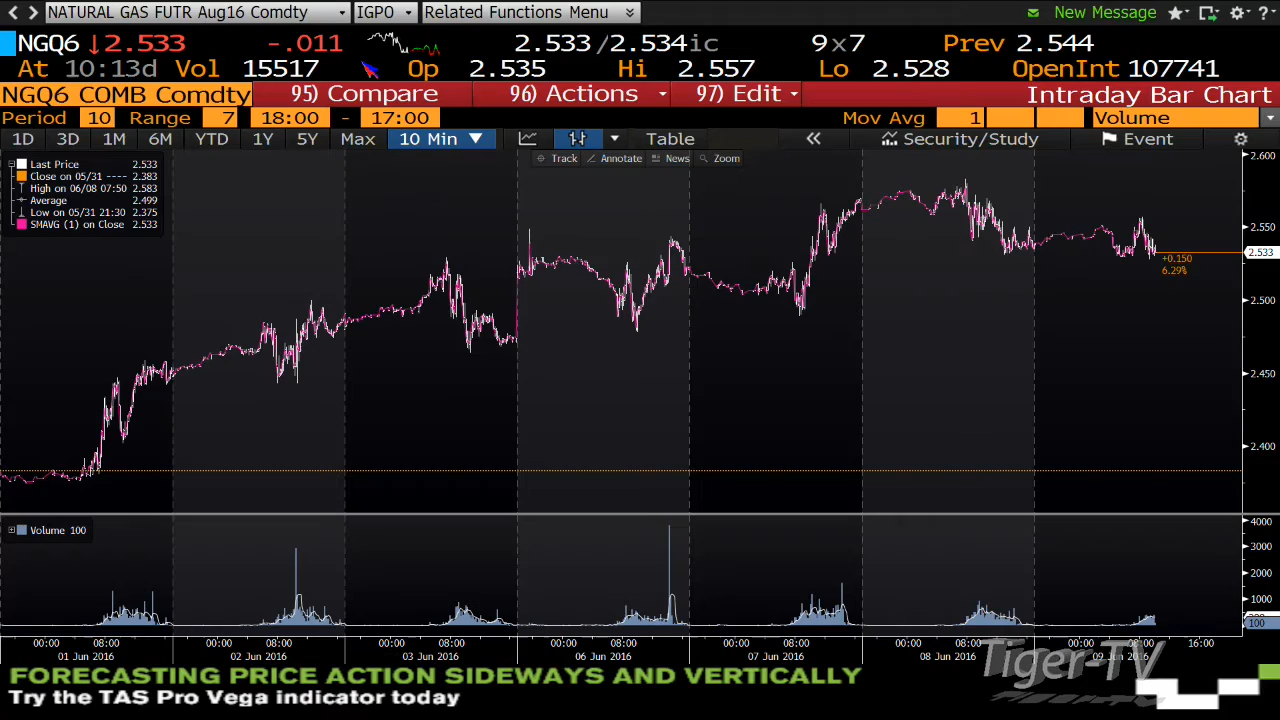 NATURAL GAS FUTR Aug16 Comdty IGPO Related Functions Menu New Message
NGQ6 ↓2.533 -.011 2.533/2.534ic 9x7 Prev 2.544
At 10:13d Vol 15517 Op 2.535 Hi 2.557 Lo 2.528 OpenInt 107741
NGQ6 COMB Comdty 95) Compare 96) Actions 97) Edit Intraday Bar Chart
Period 10 Range 7 18:00 - 17:00 Mov Avg 1 Volume
1D 3D 1M 6M YTD 1Y 5Y Max 10 Min ▼ Table « Security/Study Event
Track Annotate News Zoom
Last Price 2.533
Close on 05/31 ---- 2.383
High on 06/08 07:50 2.583
Average 2.499
Low on 05/31 21:30 2.375
SMAVG (1) on Close 2.533
2.600
2.550
2.533
+0.150
6.29%
2.500
2.450
2.400
Volume 100
4000
3000
2000
1000
100
00:00 08:00 00:00 08:00 00:00 08:00 00:00 08:00 00:00 08:00 00:00 08:00 00:00 08:00 16:00
01 Jun 2016 02 Jun 2016 03 Jun 2016 06 Jun 2016 07 Jun 2016 08 Jun 2016 09 Jun 2016
Tiger-TV
FORECASTING PRICE ACTION SIDEWAYS AND VERTICALLY
Try the TAS Pro Vega indicator today